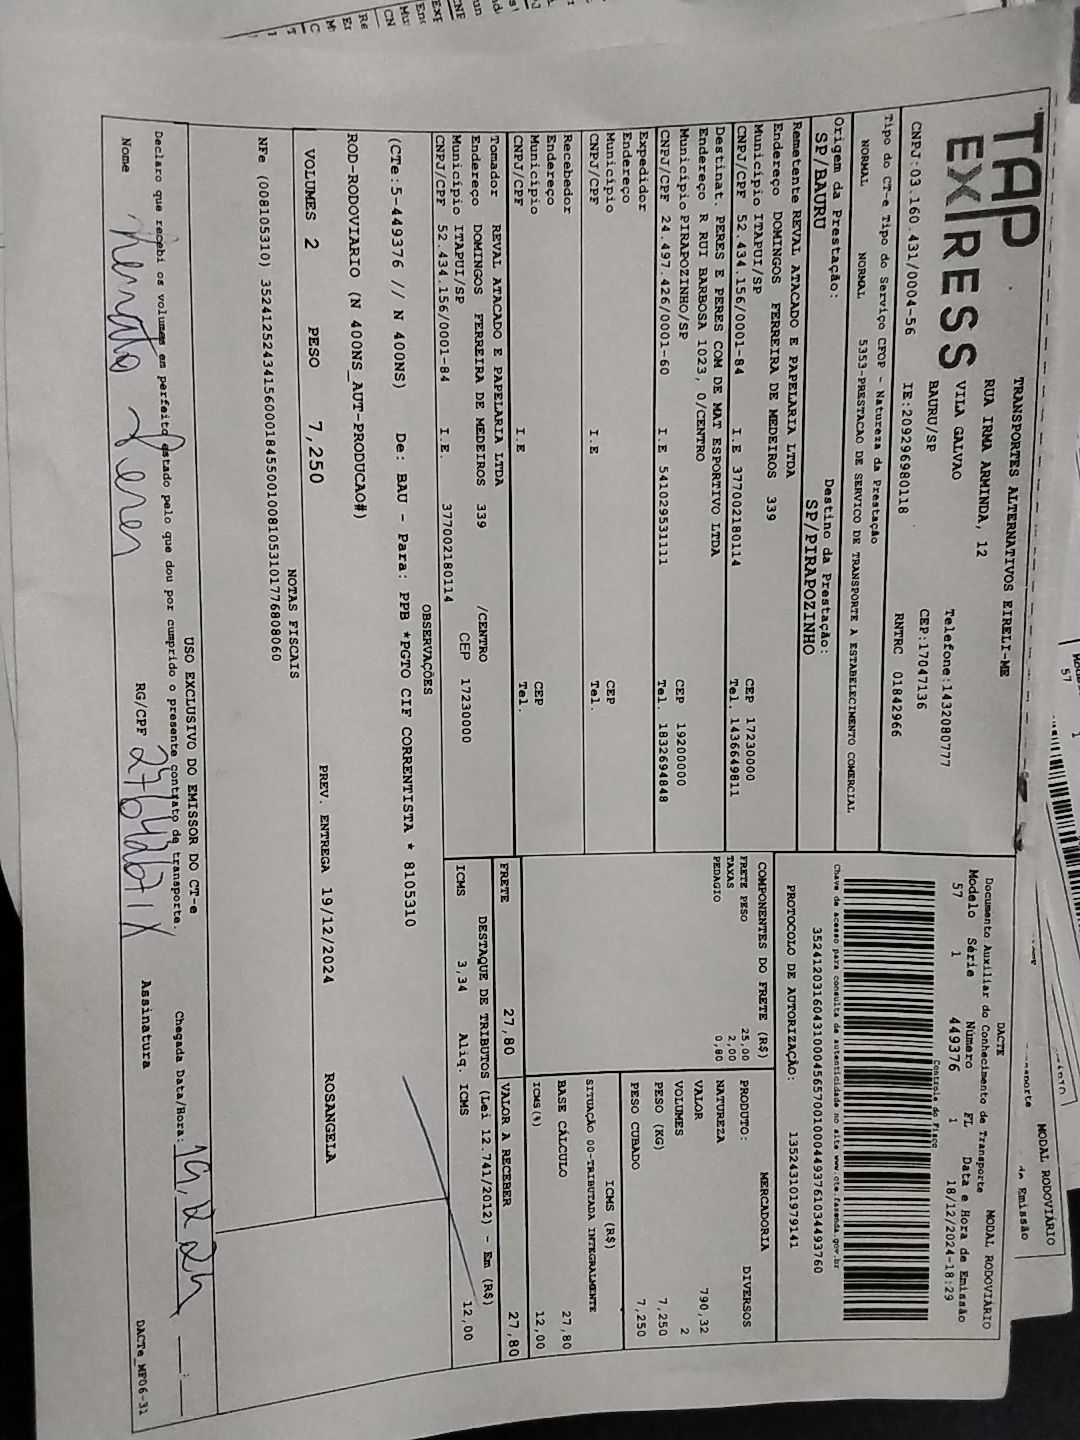 TAP
EX/RESS
TRANSPORTES ALTERNATIVOS EIRELI-ME
RUA IRMA ARMINDA, 12
VILA GALVAO
BAURU/SP
Telefone:1432080777
CEP:17047136
CNPJ:03.160.431/0004-56 IE:209296980118 RNTRC 01842966
Tipo do CT-e Tipo do Serviço CFOP - Natureza da Prestação
NORMAL NORMAL 5353-PRESTACAO DE SERVICO DE TRANSPORTE A ESTABELECIMENTO COMERCIAL
Origem da Prestação: Destino da Prestação:
SP/BAURU SP/PIRAPOZINHO
Remetente REVAL ATACADO E PAPELARIA LTDA
Endereço DOMINGOS FERREIRA DE MEDEIROS 339
Município ITAPUI/SP CEP 17230000
CNPJ/CPF 52.434.156/0001-84 I.E 377002180114 Tel. 1436649811
Destinat. PERES E PERES COM DE MAT ESPORTIVO LTDA
Endereço R RUI BARBOSA 1023, 0/CENTRO
Município PIRAPOZINHO/SP CEP 19200000
CNPJ/CPF 24.497.426/0001-60 I.E 541029531111 Tel. 1832694848
Expedidor
Endereço
Município CEP
CNPJ/CPF I.E Tel.
Recebedor
Endereço
Município CEP
CNPJ/CPF I.E Tel.
Tomador REVAL ATACADO E PAPELARIA LTDA
Endereço DOMINGOS FERREIRA DE MEDEIROS 339 /CENTRO
Município ITAPUI/SP CEP 17230000
CNPJ/CPF 52.434.156/0001-84 I.E. 377002180114
DACTE MODAL RODOVIÁRIO
Documento Auxiliar do Conhecimento de Transporte
Modelo Série Número FL Data e Hora de Emissão
57 1 449376 1 18/12/2024-18:29
Controle do Fisco
Chave de acesso para consulta de autenticidade no site www.cte.fazenda.gov.br
35241203160431000456570010004493761034493760
PROTOCOLO DE AUTORIZAÇÃO: 135243101979141
COMPONENTES DO FRETE (R$)
FRETE PESO 25,00
TAXAS 2,00
PEDAGIO 0,80
MERCADORIA
PRODUTO: DIVERSOS
NATUREZA
VALOR 790,32
VOLUMES 2
PESO (KG) 7,250
PESO CUBADO 7,250
ICMS (R$)
SITUAÇÃO 00-TRIBUTADA INTEGRALMENTE
BASE CÁLCULO 27,80
ICMS(%) 12,00
FRETE 27,80 VALOR A RECEBER 27,80
DESTAQUE DE TRIBUTOS (Lei 12.741/2012) - Em (R$)
ICMS 3,34 Aliq. ICMS 12,00
OBSERVAÇÕES
(CTe:5-449376 // N 400NS) De: BAU - Para: PPB *PGTO CIF CORRENTISTA * 8105310
ROD-RODOVIARIO (N 400NS_AUT-PRODUCAO#)
VOLUMES 2 PESO 7,250 PREV. ENTREGA 19/12/2024 ROSANGELA
NOTAS FISCAIS
NFe (008105310) 35241252434156000184550010081053101776808060
USO EXCLUSIVO DO EMISSOR DO CT-e
Declaro que recebi os volumes em perfeito estado pelo que dou por cumprido o presente contrato de transporte.
Chegada Data/Hora: 19,12 24 __:__
Nome Renato Peres RG/CPF Assinatura
DACTe_MF06-31
MODAL RODOVIÁRIO